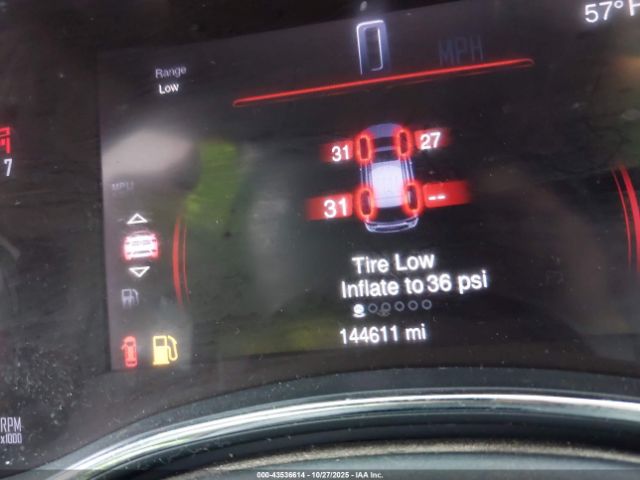 57° F
MPH
Range
Low
31 27
7
31 --
MPH
Tire Low
Inflate to 36 psi
144611 mi
RPM
x1000
000-43536614 - 10/27/2025 - IAA Inc.